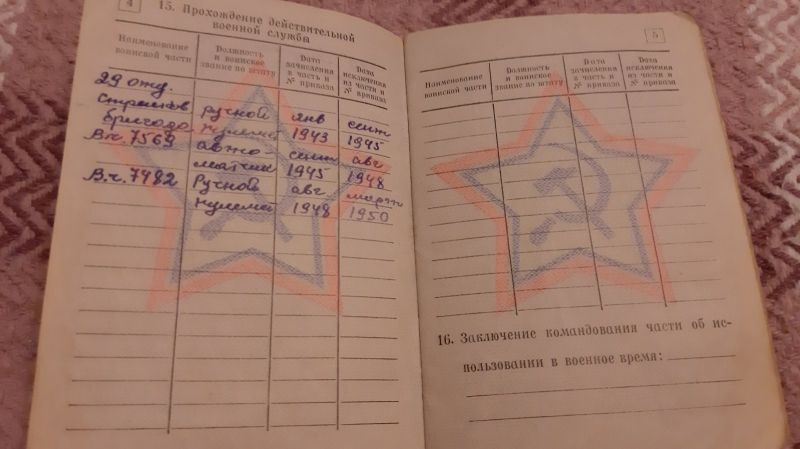 4
15. Прохождение действительной
военной службы
Наименование
воинской части
Должность
и воинское
звание по штату
Дата
зачисления
в часть и
№ приказа
Дата
исключения
из части и
№ приказа
29 отд.
Стрелков
бригада
ручной
пулемет
янв
1943
сент
1945
В.ч. 7569
авто
матчик
сент
1945
авг
1948
В.ч. 7482
Ручной
пулемет
авг
1948
март
1950
5
Наименование
воинской части
Должность
и воинское
звание по штату
Дата
зачисления
в часть и
№ приказа
Дата
исключения
из части и
№ приказа
16. Заключение командования части об ис-
пользовании в военное время: